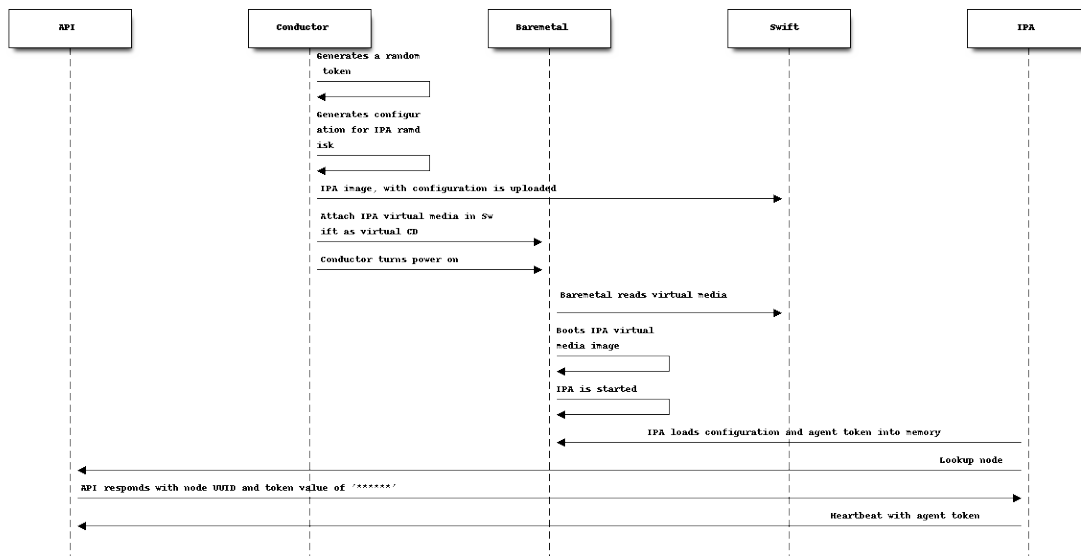 API
Conductor
Baremetal
Swift
IPA
Generates a random
token
Generates configur
ation for IPA ramd
isk
IPA image, with configuration is uploaded
Attach IPA virtual media in Sw
ift as virtual CD
Conductor turns power on
Baremetal reads virtual media
Boots IPA virtual
media image
IPA is started
IPA loads configuration and agent token into memory
Lookup node
API responds with node UUID and token value of '******'
Heartbeat with agent token